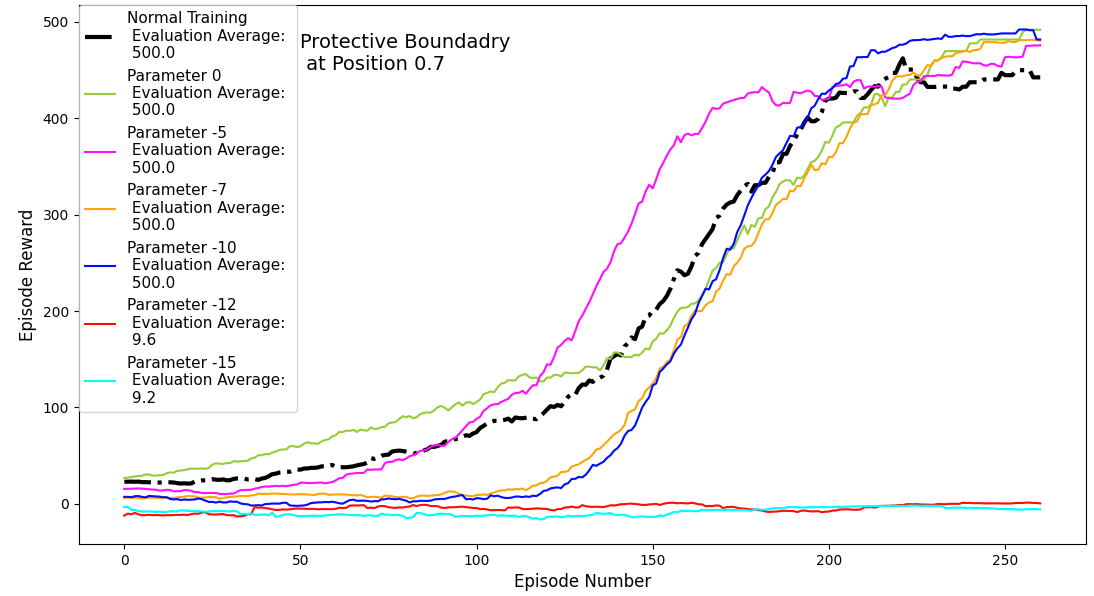 Normal Training
Evaluation Average:
500.0
Parameter 0
Evaluation Average:
500.0
Parameter -5
Evaluation Average:
500.0
Parameter -7
Evaluation Average:
500.0
Parameter -10
Evaluation Average:
500.0
Parameter -12
Evaluation Average:
9.6
Parameter -15
Evaluation Average:
9.2
Protective Boundadry
at Position 0.7
Episode Reward
500
400
300
200
100
0
0 50 100 150 200 250
Episode Number